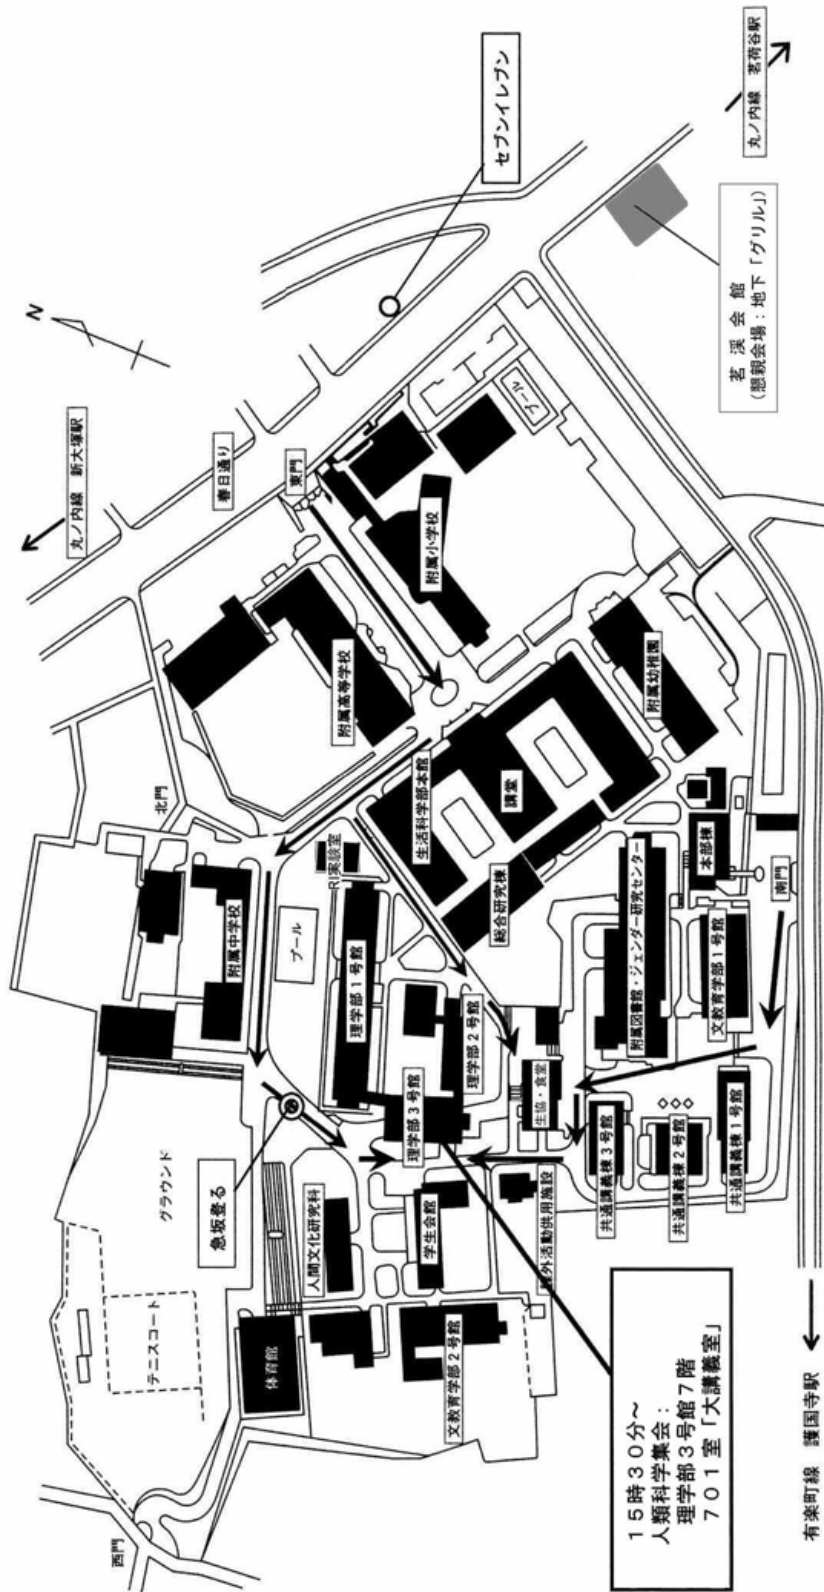 西門
テニスコート
グラウンド
体育館
急坂登る
附属中学校
北門
プール
RI実験室
丸ノ内線 新大塚駅
春日通り
東門
セブンイレブン
N
丸ノ内線 茗荷谷駅
茗渓会館
(懇親会場:地下「グリル」)
プール
附属小学校
附属高等学校
生活科学部本館
講堂
総合研究棟
附属幼稚園
人間文化研究科
理学部1号館
理学部2号館
理学部3号館
学生会館
文教育学部2号館
外活動供用施設
生協・食堂
附属図書館・ジェンダー研究センター
本部棟
南門
文教育学部1号館
共通講義棟3号館
共通講義棟2号館
共通講義棟1号館
15時30分~
人類科学集会:
理学部3号館7階
701室「大講義室」
有楽町線 護国寺駅